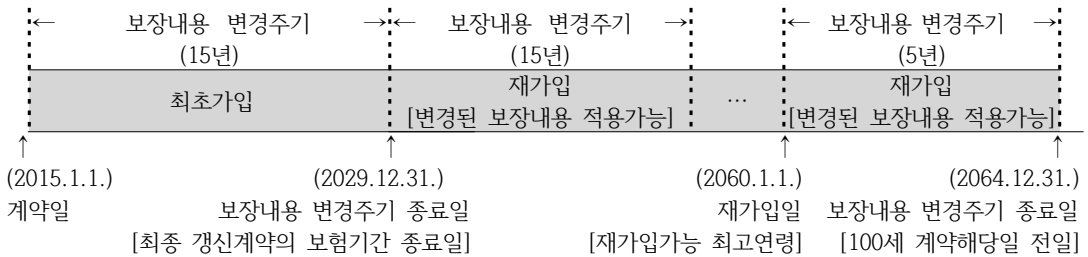 |← 보장내용 변경주기 →|← 보장내용 변경주기 →| |← 보장내용 변경주기 →|
(15년) (15년) (5년)
최초가입 재가입 … 재가입
[변경된 보장내용 적용가능] [변경된 보장내용 적용가능]
↑ ↑ ↑ ↑
(2015.1.1.) (2029.12.31.) (2060.1.1.) (2064.12.31.)
계약일 보장내용 변경주기 종료일 재가입일 보장내용 변경주기 종료일
[최종 갱신계약의 보험기간 종료일] [재가입가능 최고연령] [100세 계약해당일 전일]